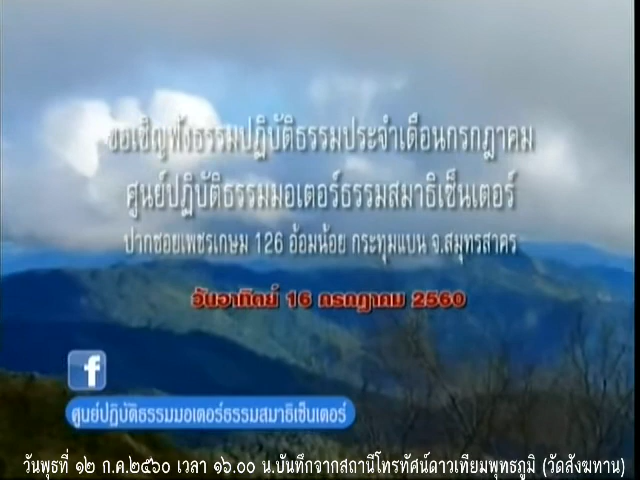 ขอเชิญฟังธรรมปฏิบัติธรรมประจำเดือนกรกฎาคม
ศูนย์ปฏิบัติธรรมมอเตอร์ธรรมสมาธิเซ็นเตอร์
ปากซอยเพชรเกษม 126 อ้อมน้อย กระทุ่มแบน จ.สมุทรสาคร
วันอาทิตย์ 16 กรกฎาคม 2560
f
ศูนย์ปฏิบัติธรรมมอเตอร์ธรรมสมาธิเซ็นเตอร์
วันพุธที่ ๑๒ ก.ค.๒๕๖๐ เวลา ๑๖.๐๐ น.บันทึกจากสถานีโทรทัศน์ดาวเทียมพุทธภูมิ (วัดสังฆทาน)